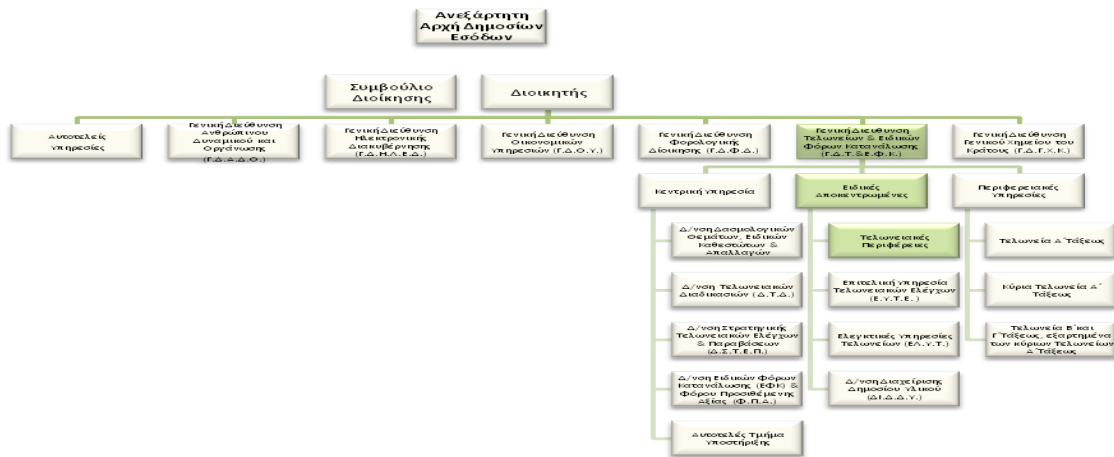 Ανεξάρτητη
Αρχή Δημοσίων
Εσόδων
Συμβούλιο
Διοίκησης
Διοικητής
Αυτοτελείς
Υπηρεσίες
Γενική Διεύθυνση
Ανθρώπινου
Δυναμικού και
Οργάνωσης
(Γ.Δ.Α.Δ.Ο.)
Γενική Διεύθυνση
Ηλεκτρονικής
Διακυβέρνησης
(Γ.Δ.Η.Λ.Ε.Δ.)
Γενική Διεύθυνση
Οικονομικών
Υπηρεσιών (Γ.Δ.Ο.Υ.)
Γενική Διεύθυνση
Φορολογικής
Διοίκησης (Γ.Δ.Φ.Δ.)
Γενική Διεύθυνση
Τελωνείων & Ειδικών
Φόρων Κατανάλωσης
(Γ.Δ.Τ.&Ε.Φ.Κ.)
Γενική Διεύθυνση
Γενικού Χημείου του
Κράτους (Γ.Δ.Γ.Χ.Κ.)
Κεντρική Υπηρεσία
Δ/νση Δασμολογικών
Θεμάτων, Ειδικών
Καθεστώτων &
Απαλλαγών
Δ/νση Τελωνειακών
Διαδικασιών (Δ.Τ.Δ.)
Δ/νση Στρατηγικής
Τελωνειακών Ελέγχων
& Παραβάσεων
(Δ.Σ.Τ.Ε.Π.)
Δ/νση Ειδικών Φόρων
Κατανάλωσης (ΕΦΚ) &
Φόρου Προστιθέμενης
Αξίας (Φ.Π.Α.)
Αυτοτελές Τμήμα
Υποστήριξης
Ειδικές
Αποκεντρωμένες
Τελωνειακές
Περιφέρειες
Επιτελική Υπηρεσία
Τελωνειακών Ελέγχων
(Ε.Υ.Τ.Ε.)
Ελεγκτικές Υπηρεσίες
Τελωνείων (ΕΛ.Υ.Τ.)
Δ/νση Διαχείρισης
Δημοσίου Υλικού
(ΔΙ.Δ.Δ.Υ.)
Περιφερειακές
Υπηρεσίες
Τελωνεία Α΄Τάξεως
Κύρια Τελωνεία Α΄
Τάξεως
Τελωνεία Β΄και
Γ΄Τάξεως, εξαρτημένα
των κύριων Τελωνείων
Α΄Τάξεως